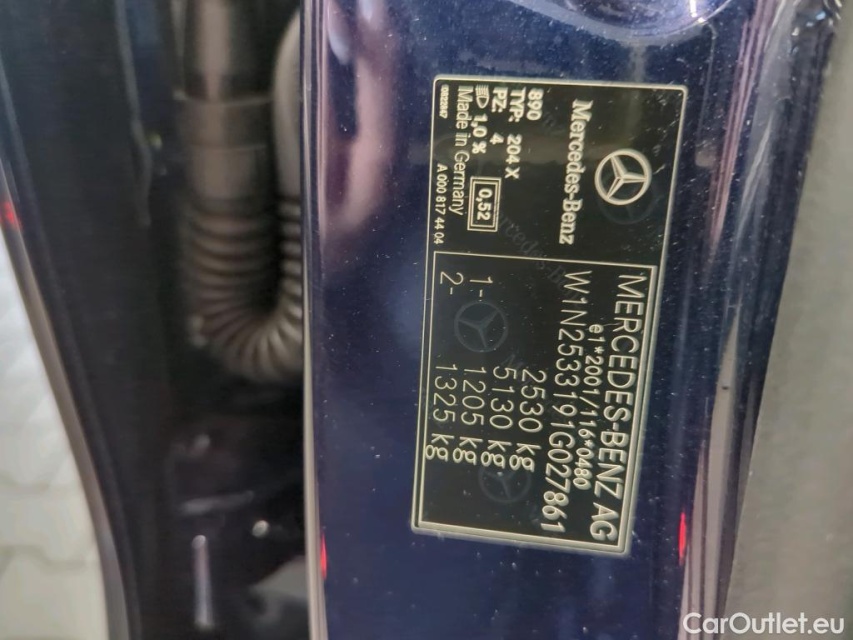 Mercedes-Benz
890
TYP: 204 X
PZ: 4
1,0 %
0,52
Made in Germany
A 000 817 44 04
MERCEDES-BENZ AG
e1*2001/116*0480
W1N2533191G027861
2530 kg
5130 kg
1- 1205 kg
2- 1325 kg
CarOutlet.eu